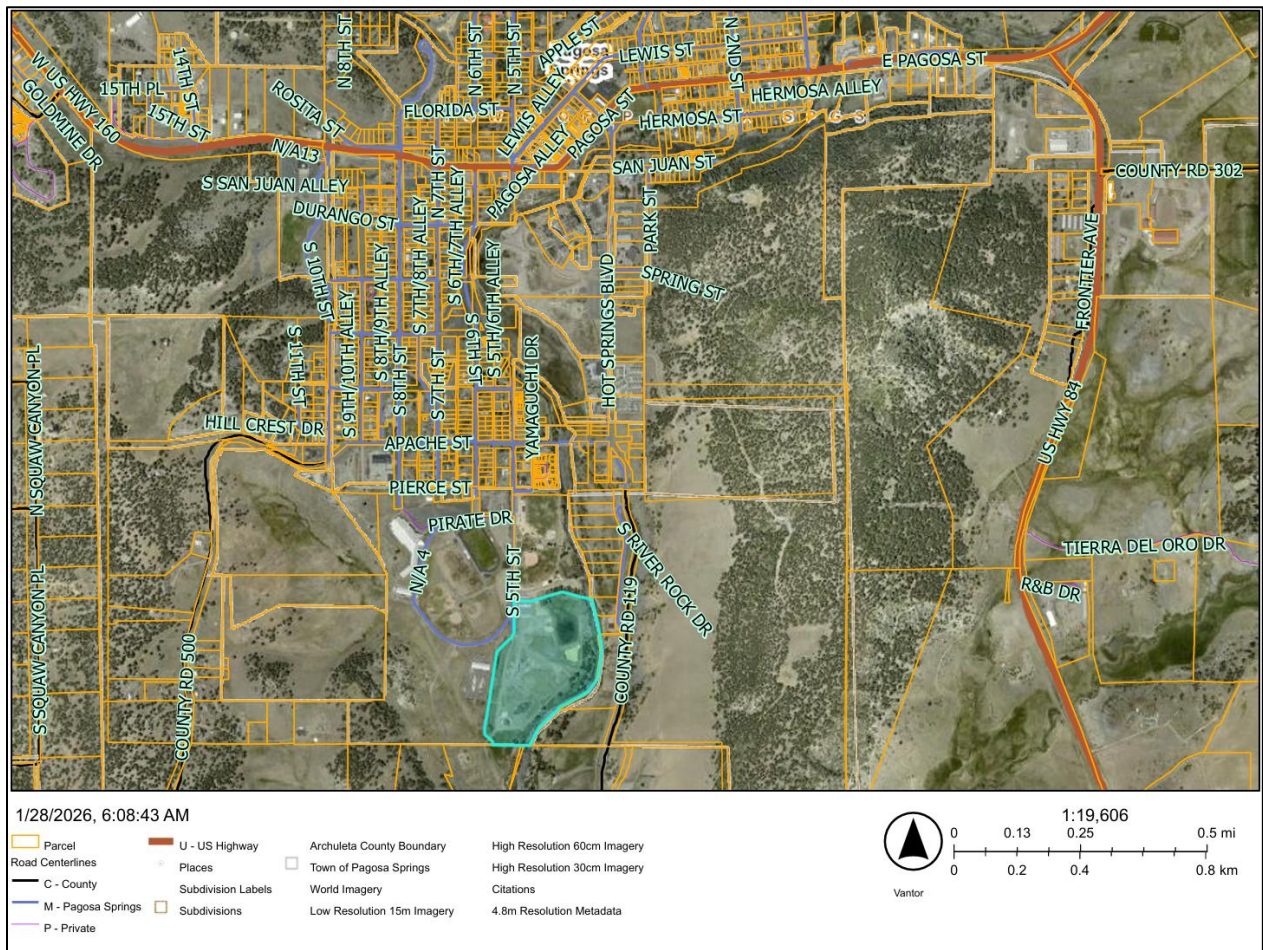 N 8TH ST
N 6TH ST
N 5TH ST
APPLE ST
LEWIS ST
N 2ND ST
E PAGOSA ST
W US HWY 160
GOLDMINE DR
14TH ST
15TH PL
15TH ST
Pagosa
Springs
LEWIS ALLEY
HERMOSA ALLEY
ROSITA ST
FLORIDA ST
PAGOSA ST
HERMOSA ST
N/A13
N 7TH ST
PAGOSA ALLEY
SAN JUAN ST
COUNTY RD 302
S SAN JUAN ALLEY
DURANGO ST
S 10TH ST
S 7TH/8TH ALLEY
S 6TH/7TH ALLEY
PARK ST
SPRING ST
FRONTIER AVE
S 11TH ST
S 9TH/10TH ALLEY
S 8TH/9TH ALLEY
S 8TH ST
S 7TH ST
S 6TH ST
S 5TH/6TH ALLEY
YAMAGUCHI DR
HOT SPRINGS BLVD
US HWY 84
N SQUAW CANYON PL
HILL CREST DR
APACHE ST
PIERCE ST
PIRATE DR
N/A 4
S 5TH ST
S RIVER ROCK DR
COUNTY RD 119
TIERRA DEL ORO DR
R&B DR
S SQUAW CANYON PL
COUNTY RD 500
1/28/2026, 6:08:43 AM
Parcel
Road Centerlines
C - County
M - Pagosa Springs
P - Private
U - US Highway
Places
Subdivision Labels
Subdivisions
Archuleta County Boundary
Town of Pagosa Springs
World Imagery
Low Resolution 15m Imagery
High Resolution 60cm Imagery
High Resolution 30cm Imagery
Citations
4.8m Resolution Metadata
Vantor
1:19,606
0 0.13 0.25 0.5 mi
0 0.2 0.4 0.8 km